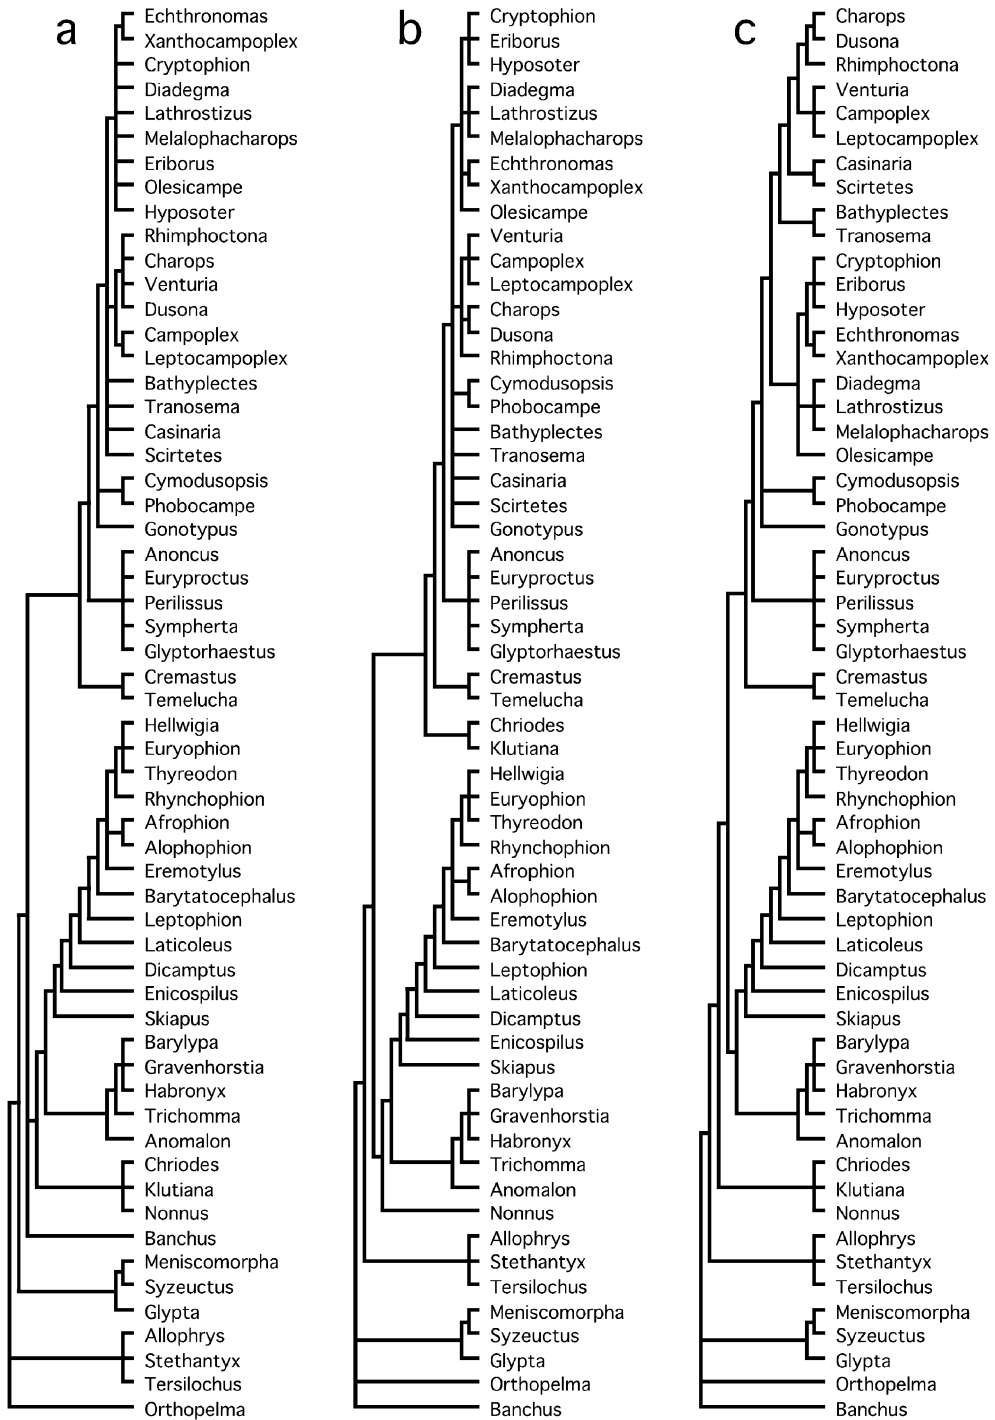 a
Echthronomas
Xanthocampoplex
Cryptophion
Diadegma
Lathrostizus
Melalophacharops
Eriborus
Olesicampe
Hyposoter
Rhimphoctona
Charops
Venturia
Dusona
Campoplex
Leptocampoplex
Bathyplectes
Tranosema
Casinaria
Scirtetes
Cymodusopsis
Phobocampe
Gonotypus
Anoncus
Euryproctus
Perilissus
Sympherta
Glyptorhaestus
Cremastus
Temelucha
Hellwigia
Euryophion
Thyreodon
Rhynchophion
Afrophion
Alophophion
Eremotylus
Barytatocephalus
Leptophion
Laticoleus
Dicamptus
Enicospilus
Skiapus
Barylypa
Gravenhorstia
Habronyx
Trichomma
Anomalon
Chriodes
Klutiana
Nonnus
Banchus
Meniscomorpha
Syzeuctus
Glypta
Allophrys
Stethantyx
Tersilochus
Orthopelma
b
Cryptophion
Eriborus
Hyposoter
Diadegma
Lathrostizus
Melalophacharops
Echthronomas
Xanthocampoplex
Olesicampe
Venturia
Campoplex
Leptocampoplex
Charops
Dusona
Rhimphoctona
Cymodusopsis
Phobocampe
Bathyplectes
Tranosema
Casinaria
Scirtetes
Gonotypus
Anoncus
Euryproctus
Perilissus
Sympherta
Glyptorhaestus
Cremastus
Temelucha
Chriodes
Klutiana
Hellwigia
Euryophion
Thyreodon
Rhynchophion
Afrophion
Alophophion
Eremotylus
Barytatocephalus
Leptophion
Laticoleus
Dicamptus
Enicospilus
Skiapus
Barylypa
Gravenhorstia
Habronyx
Trichomma
Anomalon
Nonnus
Allophrys
Stethantyx
Tersilochus
Meniscomorpha
Syzeuctus
Glypta
Orthopelma
Banchus
c
Charops
Dusona
Rhimphoctona
Venturia
Campoplex
Leptocampoplex
Casinaria
Scirtetes
Bathyplectes
Tranosema
Cryptophion
Eriborus
Hyposoter
Echthronomas
Xanthocampoplex
Diadegma
Lathrostizus
Melalophacharops
Olesicampe
Cymodusopsis
Phobocampe
Gonotypus
Anoncus
Euryproctus
Perilissus
Sympherta
Glyptorhaestus
Cremastus
Temelucha
Hellwigia
Euryophion
Thyreodon
Rhynchophion
Afrophion
Alophophion
Eremotylus
Barytatocephalus
Leptophion
Laticoleus
Dicamptus
Enicospilus
Skiapus
Barylypa
Gravenhorstia
Habronyx
Trichomma
Anomalon
Chriodes
Klutiana
Nonnus
Allophrys
Stethantyx
Tersilochus
Meniscomorpha
Syzeuctus
Glypta
Orthopelma
Banchus